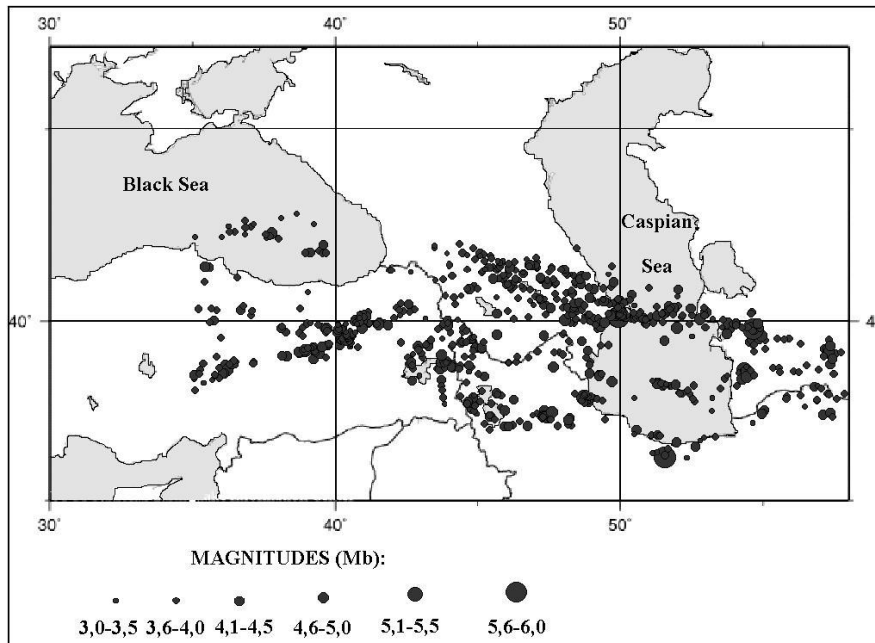 30° 40° 50°
Black Sea
Caspian
Sea
40° 40
30° 40° 50°
MAGNITUDES (Mb):
3,0-3,5 3,6-4,0 4,1-4,5 4,6-5,0 5,1-5,5 5,6-6,0